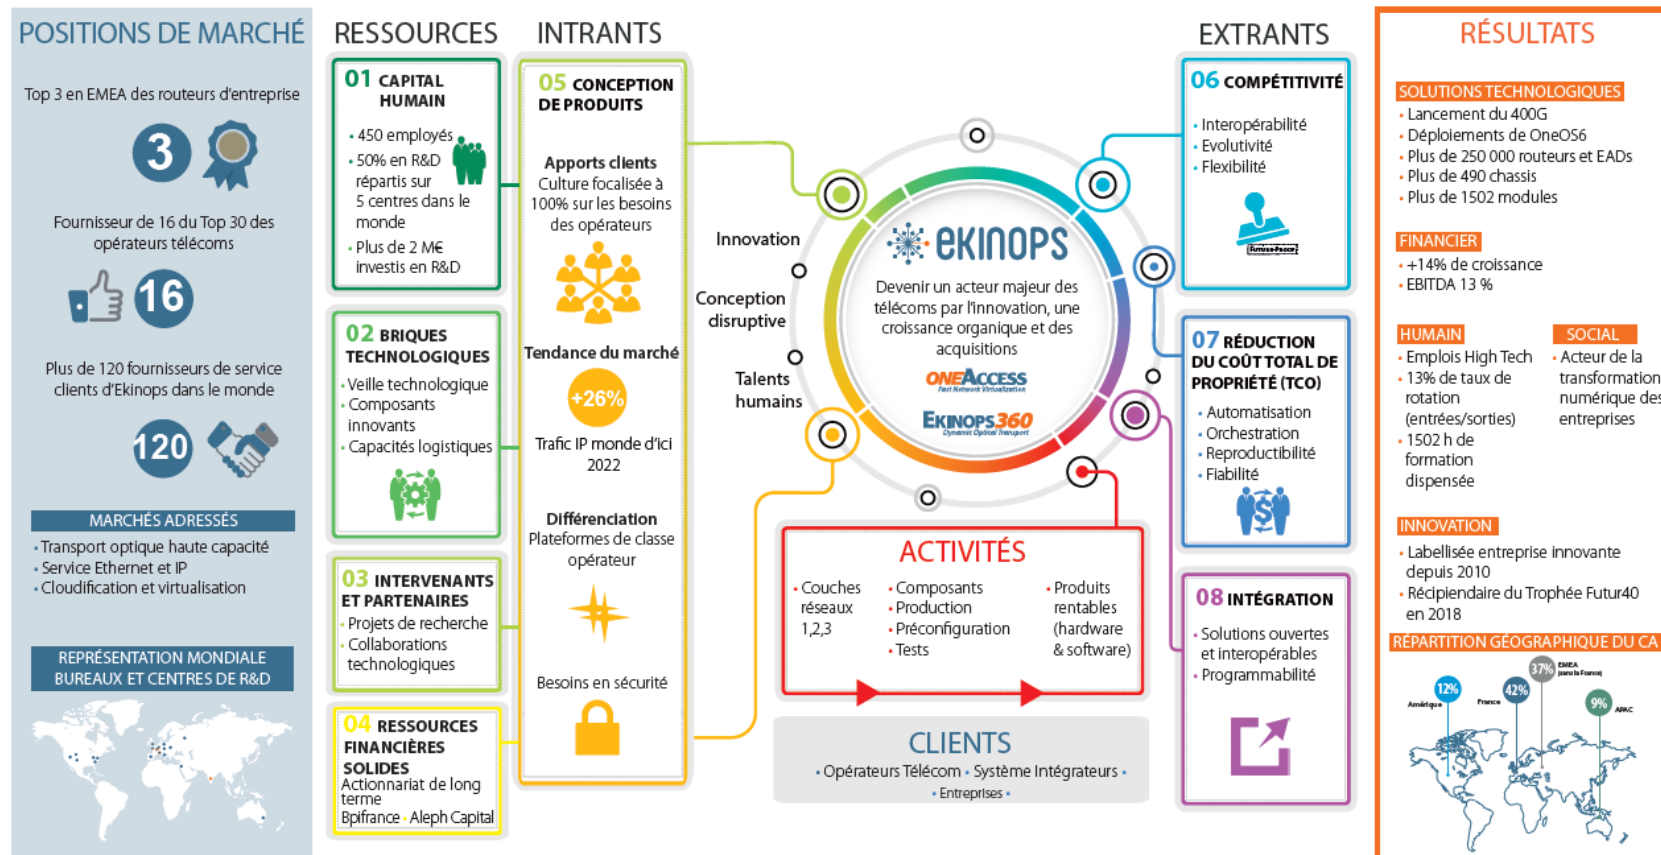 POSITIONS DE MARCHÉ
Top 3 en EMEA des routeurs d'entreprise
3
Fournisseur de 16 du Top 30 des
opérateurs télécoms
16
Plus de 120 fournisseurs de service
clients d'Ekinops dans le monde
120
MARCHÉS ADRESSÉS
• Transport optique haute capacité
• Service Ethernet et IP
• Cloudification et virtualisation
REPRÉSENTATION MONDIALE
BUREAUX ET CENTRES DE R&D
RESSOURCES
01 CAPITAL
HUMAIN
• 450 employés
• 50% en R&D
répartis sur
5 centres dans le
monde
• Plus de 2 M€
investis en R&D
02 BRIQUES
TECHNOLOGIQUES
• Veille technologique
• Composants
innovants
• Capacités logistiques
03 INTERVENANTS
ET PARTENAIRES
• Projets de recherche
• Collaborations
technologiques
04 RESSOURCES
FINANCIÈRES
SOLIDES
Actionnariat de long
terme
Bpifrance • Aleph Capital
INTRANTS
05 CONCEPTION
DE PRODUITS
Apports clients
Culture focalisée à
100% sur les besoins
des opérateurs
Tendance du marché
+26%
Trafic IP monde d'ici
2022
Différenciation
Plateformes de classe
opérateur
Besoins en sécurité
Innovation
Conception
disruptive
Talents
humains
eKINOPS
Devenir un acteur majeur des
télécoms par l'innovation, une
croissance organique et des
acquisitions
ONEACCESS
Fast Network Virtualization
EKINOPS360
Dynamic Optical Transport
ACTIVITÉS
• Couches
réseaux
1,2,3
• Composants
• Production
• Préconfiguration
• Tests
• Produits
rentables
(hardware
& software)
CLIENTS
• Opérateurs Télécom • Système Intégrateurs •
• Entreprises •
EXTRANTS
06 COMPÉTITIVITÉ
• Interopérabilité
• Evolutivité
• Flexibilité
FUTURE-PROOF
07 RÉDUCTION
DU COÛT TOTAL DE
PROPRIÉTÉ (TCO)
• Automatisation
• Orchestration
• Reproductibilité
• Fiabilité
$
08 INTÉGRATION
• Solutions ouvertes
et interopérables
• Programmabilité
RÉSULTATS
SOLUTIONS TECHNOLOGIQUES
• Lancement du 400G
• Déploiements de OneOS6
• Plus de 250 000 routeurs et EADs
• Plus de 490 chassis
• Plus de 1502 modules
FINANCIER
• +14% de croissance
• EBITDA 13 %
HUMAIN
• Emplois High Tech
• 13% de taux de
rotation
(entrées/sorties)
• 1502 h de
formation
dispensée
SOCIAL
• Acteur de la
transformation
numérique des
entreprises
INNOVATION
• Labellisée entreprise innovante
depuis 2010
• Récipiendaire du Trophée Futur40
en 2018
RÉPARTITION GÉOGRAPHIQUE DU CA
12%
Amérique
42%
France
37%
EMEA
(sans la France)
9%
APAC